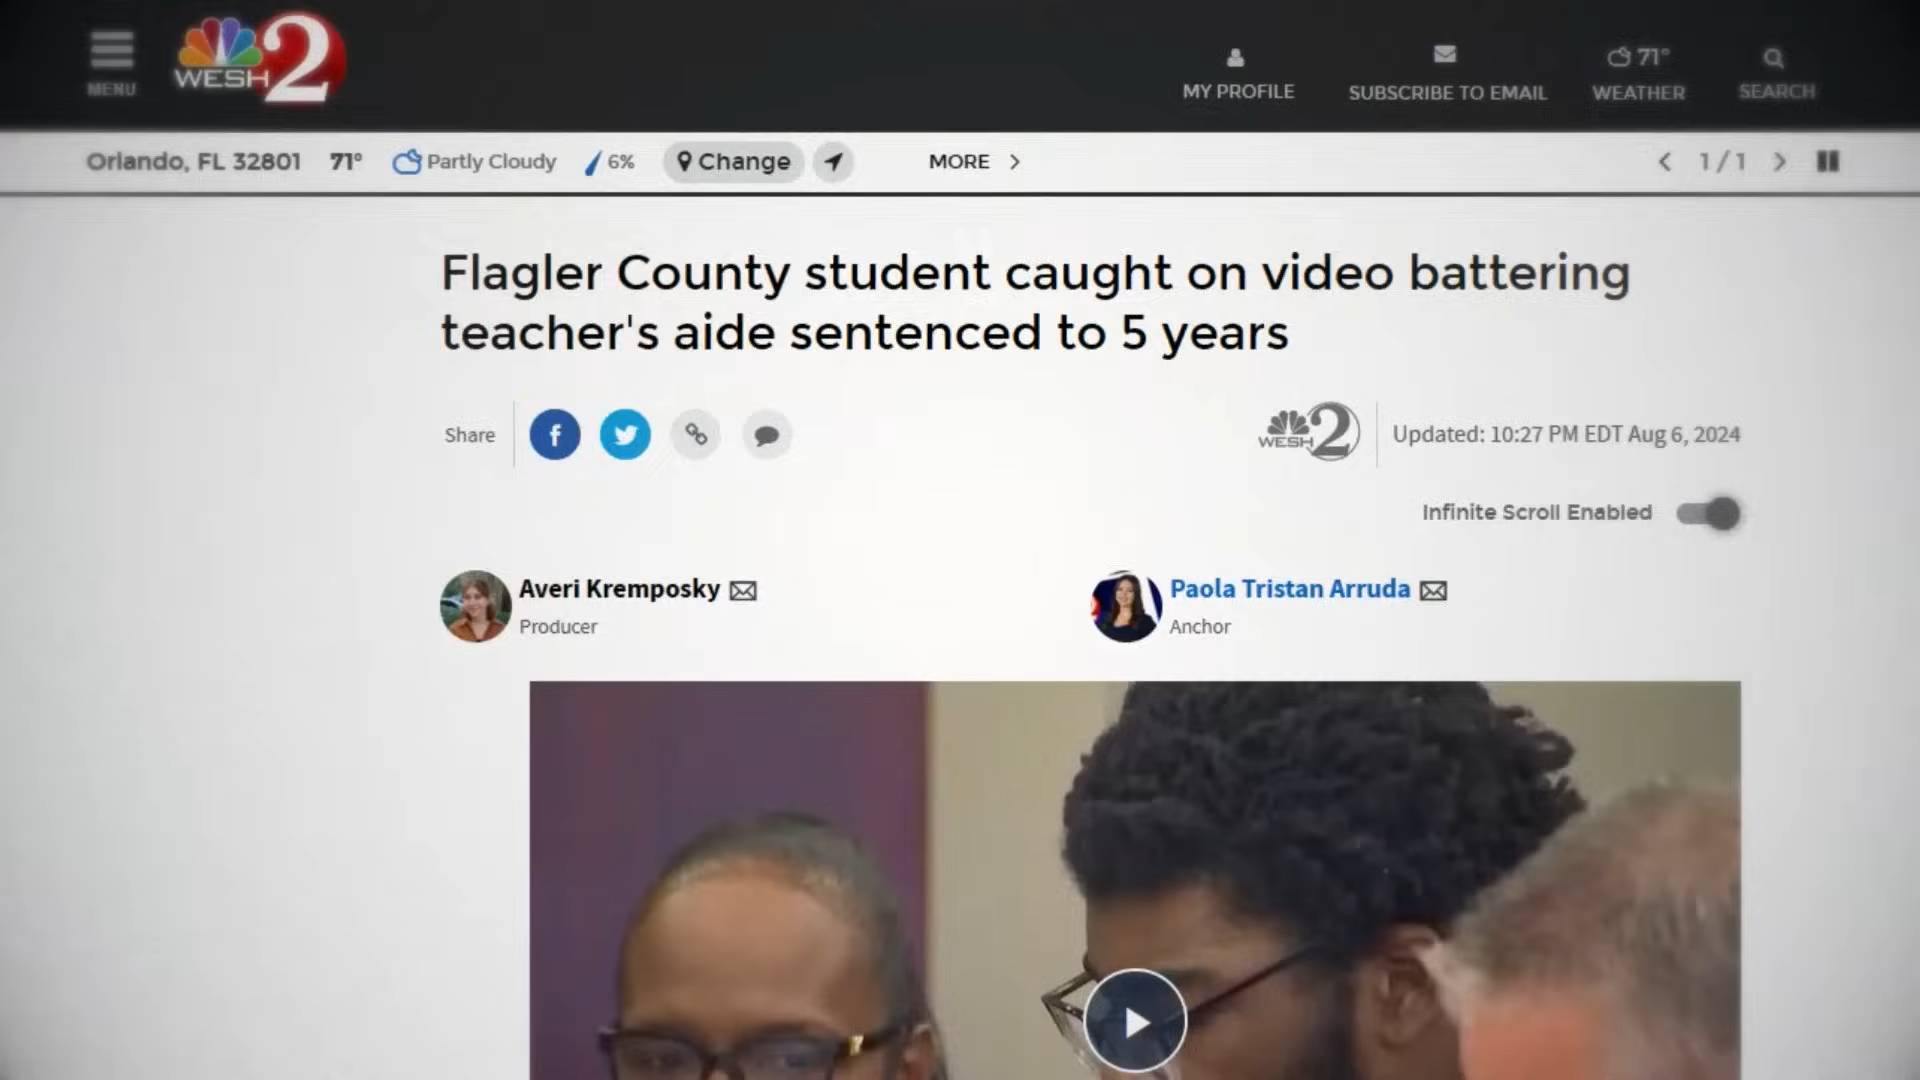 MENU
WESH 2
MY PROFILE
SUBSCRIBE TO EMAIL
71°
WEATHER
SEARCH
Orlando, FL 32801 71° Partly Cloudy 6% Change MORE 1 / 1
Flagler County student caught on video battering
teacher's aide sentenced to 5 years
Share
WESH 2
Updated: 10:27 PM EDT Aug 6, 2024
Infinite Scroll Enabled
Averi Kremposky
Producer
Paola Tristan Arruda
Anchor